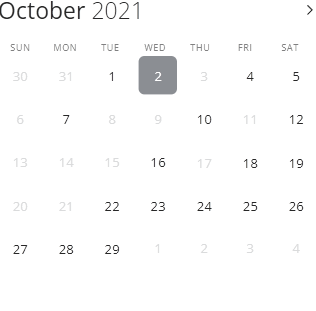 October 2021
SUN MON TUE WED THU FRI SAT
30 31 1 2 3 4 5
6 7 8 9 10 11 12
13 14 15 16 17 18 19
20 21 22 23 24 25 26
27 28 29 1 2 3 4